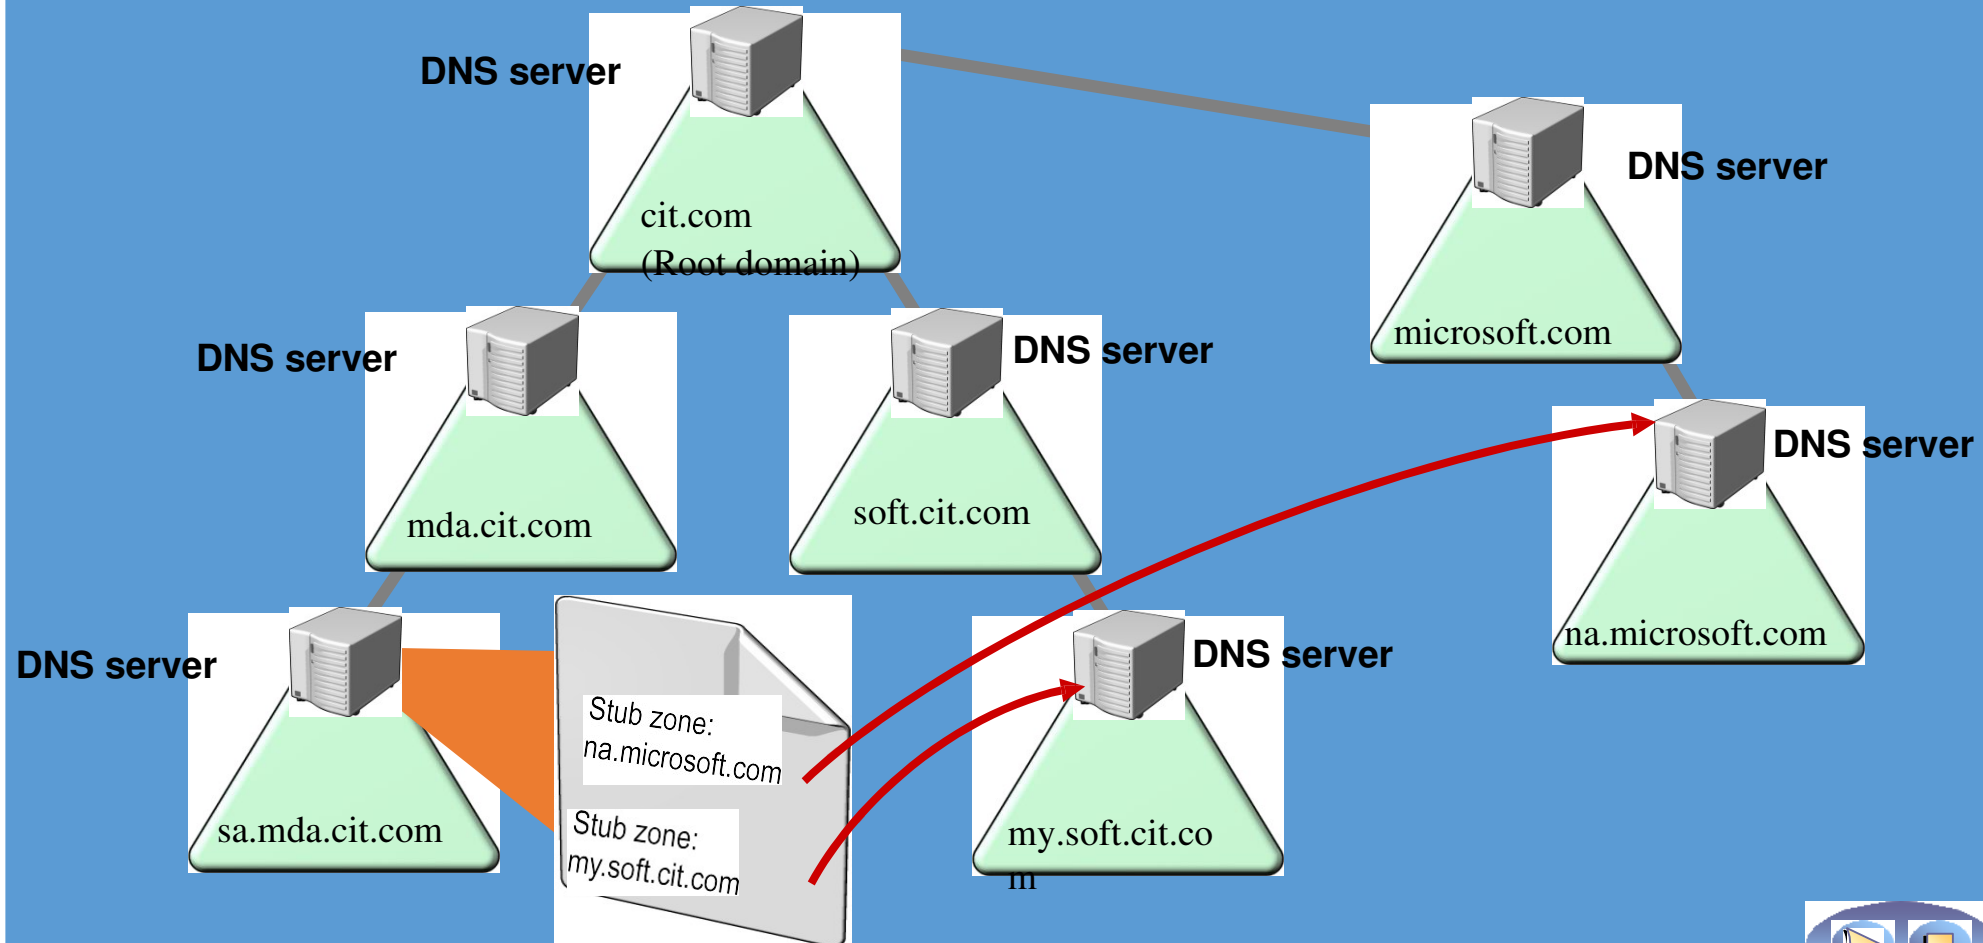 DNS server
cit.com
(Root domain)
DNS server
microsoft.com
DNS server
mda.cit.com
DNS server
soft.cit.com
DNS server
na.microsoft.com
DNS server
sa.mda.cit.com
Stub zone:
na.microsoft.com
Stub zone:
my.soft.cit.com
DNS server
my.soft.cit.co
m